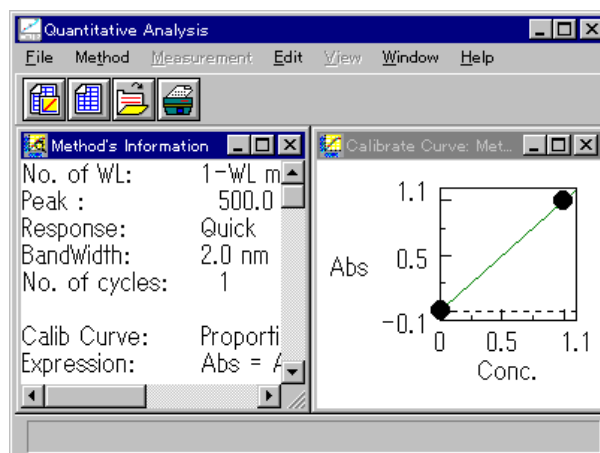 Quantitative Analysis
File Method Measurement Edit View Window Help
Method's Information
No. of WL: 1-WL m
Peak : 500.0
Response: Quick
BandWidth: 2.0 nm
No. of cycles: 1
Calib Curve: Proporti
Expression: Abs = A
Calibrate Curve: Met...
1.1
Abs 0.5
-0.1
0 0.5 1.1
Conc.